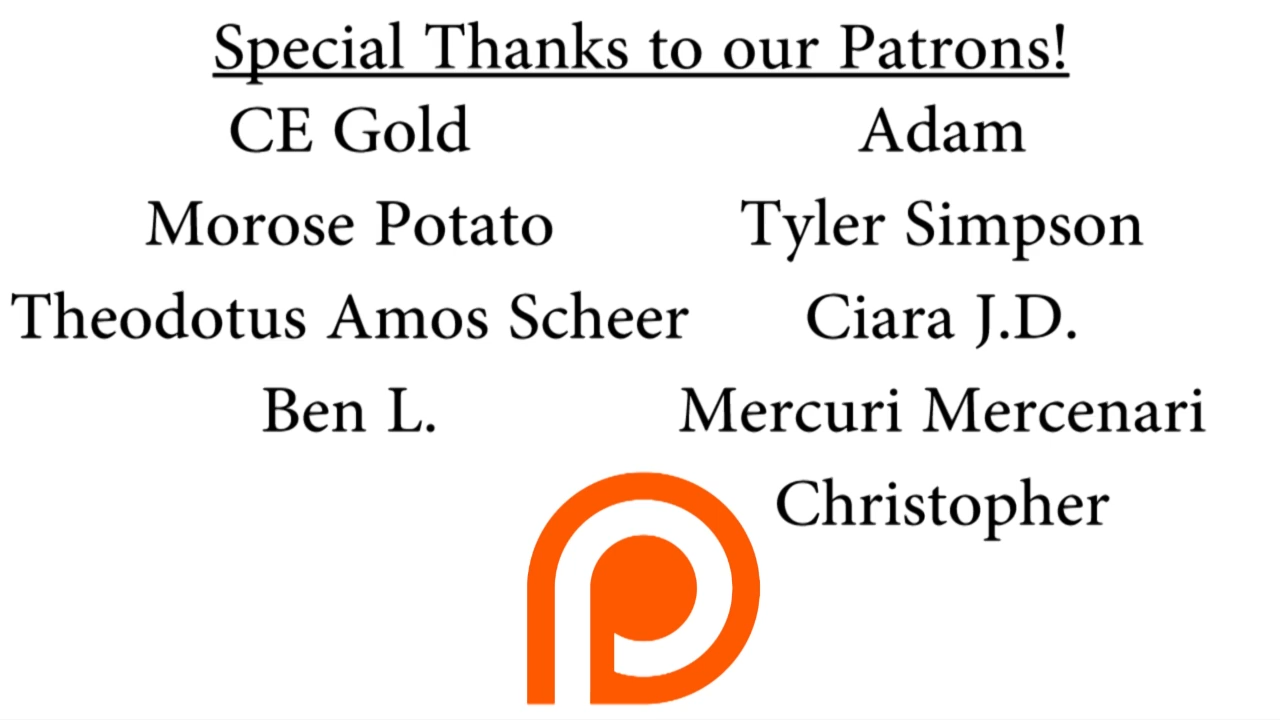 Special Thanks to our Patrons!
CE Gold
Morose Potato
Theodotus Amos Scheer
Ben L.
Adam
Tyler Simpson
Ciara J.D.
Mercuri Mercenari
Christopher